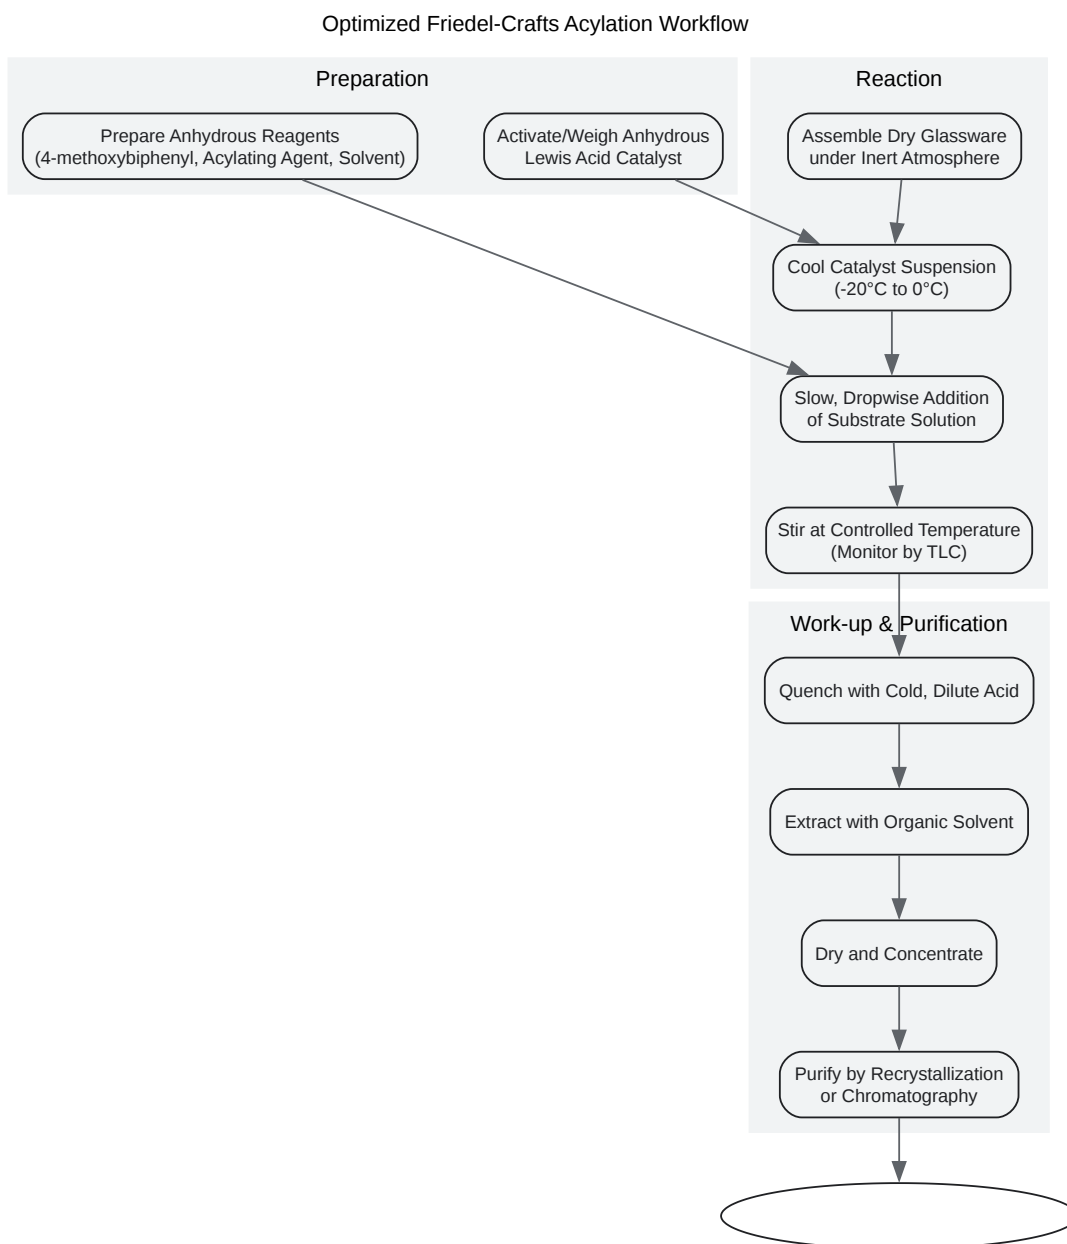 Optimized Friedel-Crafts Acylation Workflow
Preparation
Prepare Anhydrous Reagents
(4-methoxybiphenyl, Acylating Agent, Solvent)
Activate/Weigh Anhydrous
Lewis Acid Catalyst
Reaction
Assemble Dry Glassware
under Inert Atmosphere
Cool Catalyst Suspension
(-20°C to 0°C)
Slow, Dropwise Addition
of Substrate Solution
Stir at Controlled Temperature
(Monitor by TLC)
Work-up & Purification
Quench with Cold, Dilute Acid
Extract with Organic Solvent
Dry and Concentrate
Purify by Recrystallization
or Chromatography